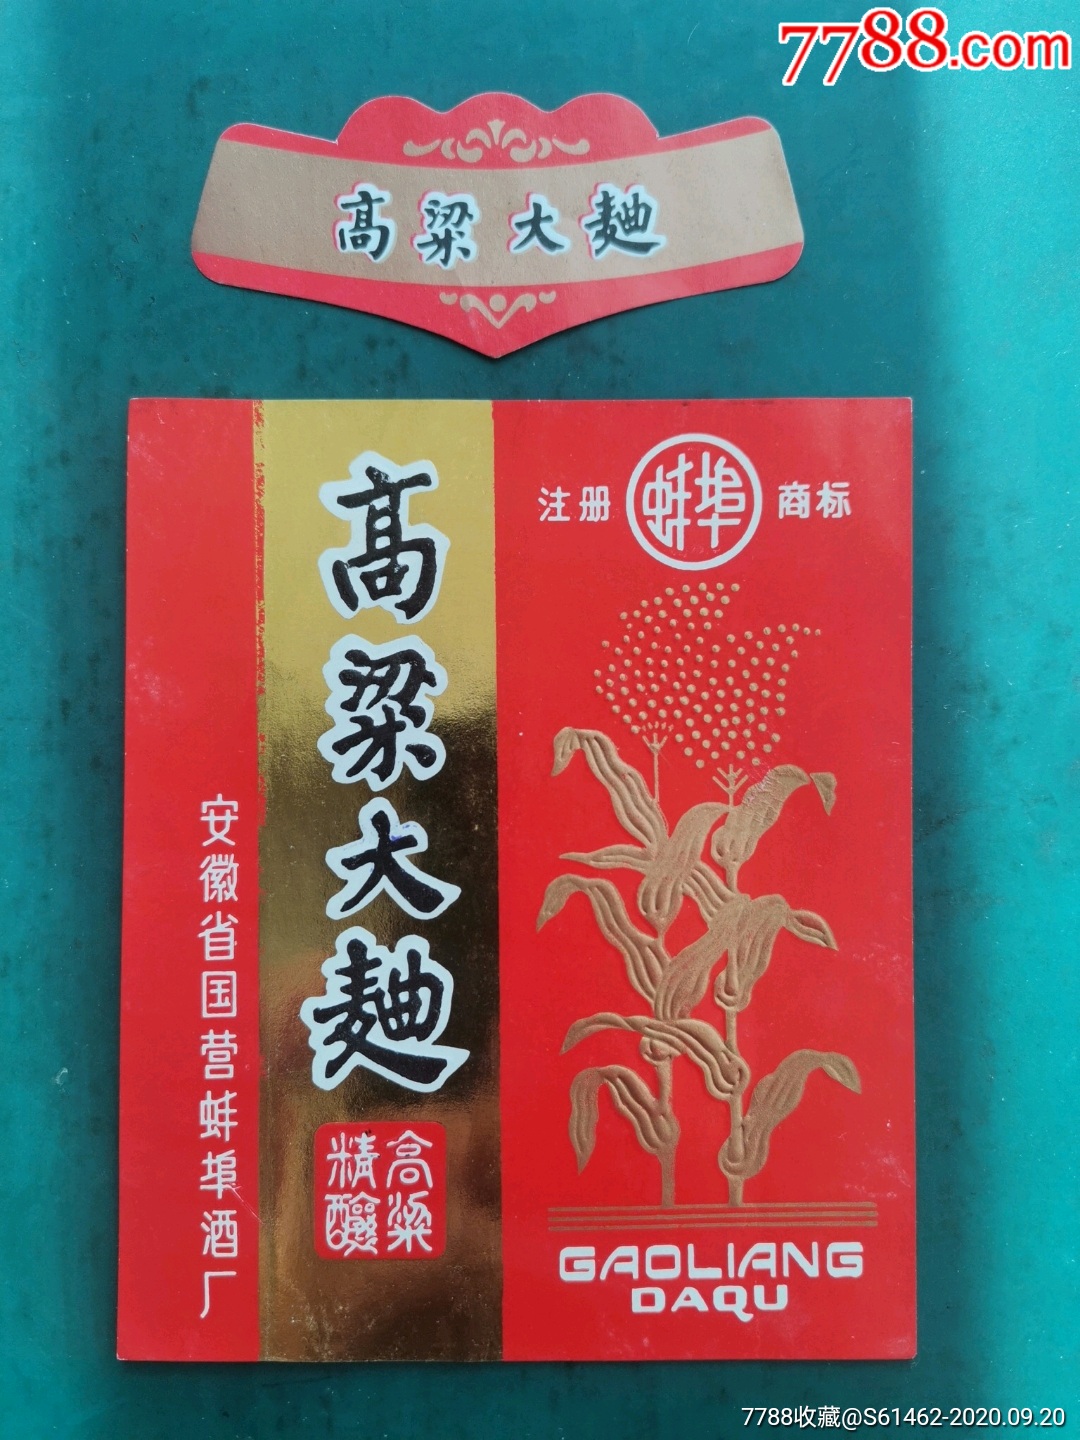 7788.com
高粱大麯
注册 蚌埠 商标
高粱大麯
高粱
精釀
安徽省国营蚌埠酒厂
GAOLIANG
DAQU
7788收藏@S61462-2020.09.20